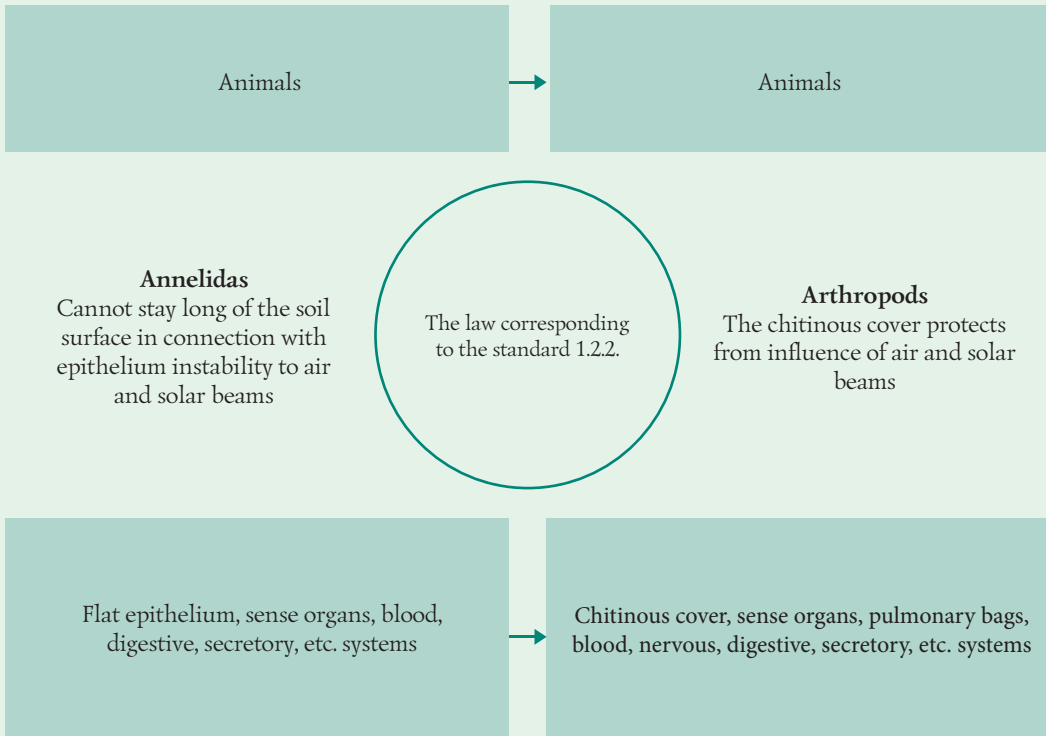 Animals
Animals
Annelidas
Cannot stay long of the soil
surface in connection with
epithelium instability to air
and solar beams
The law corresponding
to the standard 1.2.2.
Arthropods
The chitinous cover protects
from influence of air and solar
beams
Flat epithelium, sense organs, blood,
digestive, secretory, etc. systems
Chitinous cover, sense organs, pulmonary bags,
blood, nervous, digestive, secretory, etc. systems